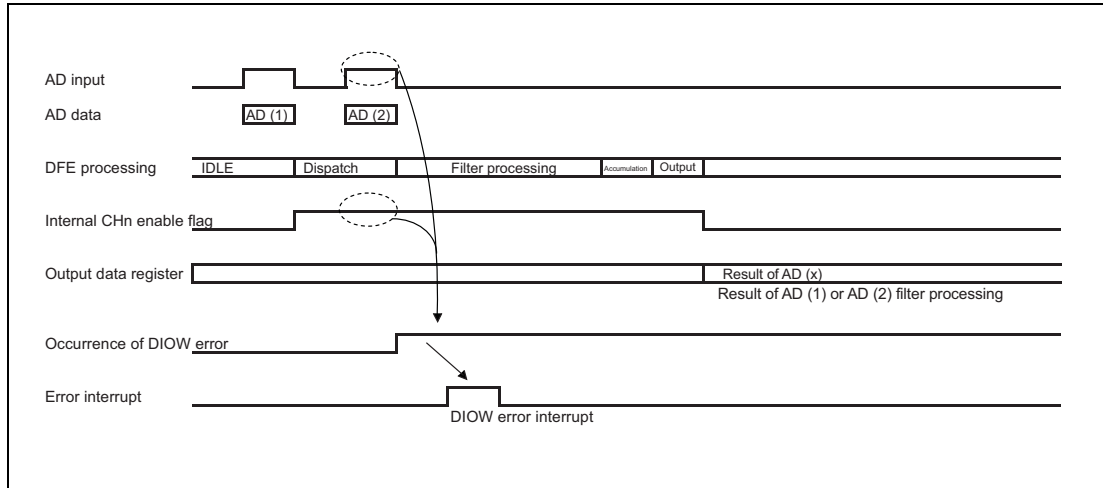 AD input
AD data
AD (1)
AD (2)
DFE processing
IDLE
Dispatch
Filter processing
Accumulation
Output
Internal CHn enable flag
Output data register
Result of AD (x)
Result of AD (1) or AD (2) filter processing
Occurrence of DIOW error
Error interrupt
DIOW error interrupt